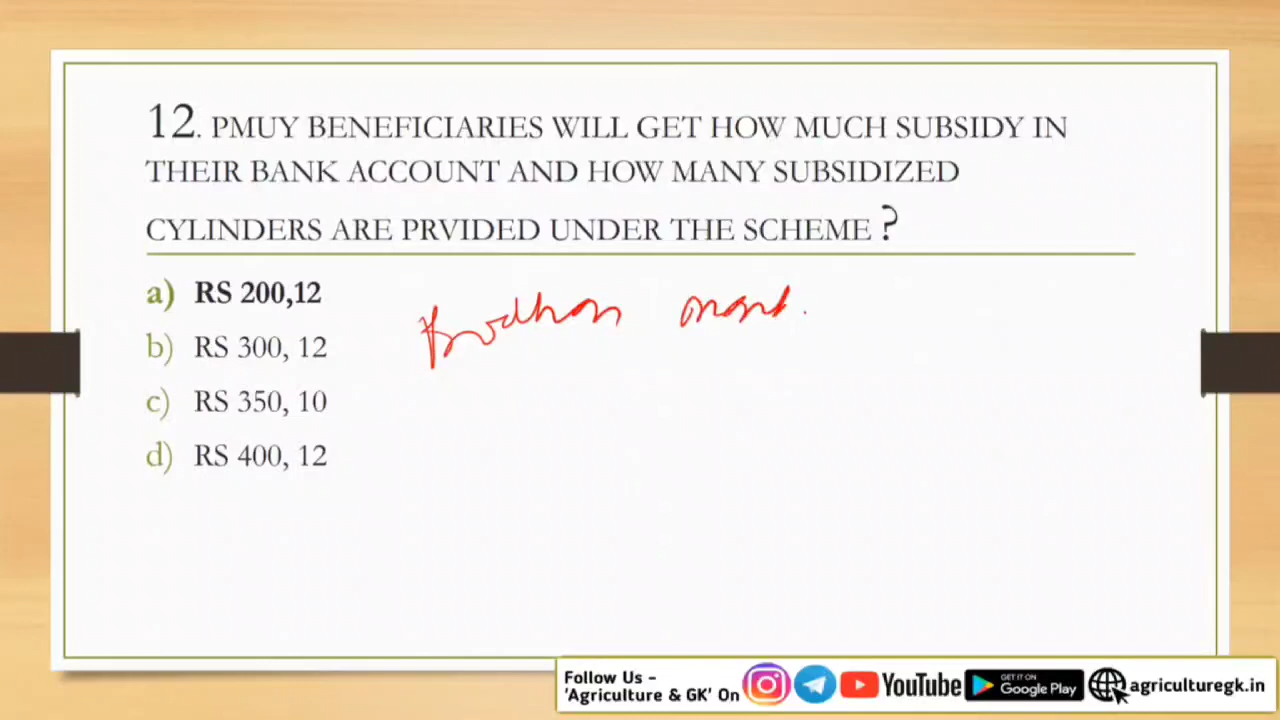 12. PMUY BENEFICIARIES WILL GET HOW MUCH SUBSIDY IN
THEIR BANK ACCOUNT AND HOW MANY SUBSIDIZED
CYLINDERS ARE PRVIDED UNDER THE SCHEME ?
a) RS 200,12
b) RS 300, 12
c) RS 350, 10
d) RS 400, 12
Follow Us –
'Agriculture & GK' On
YouTube
GET IT ON
Google Play
agriculturegk.in